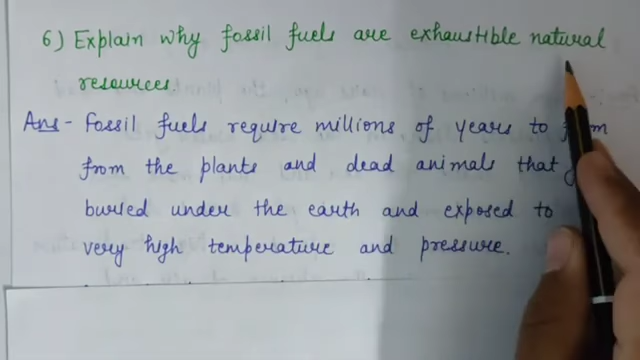 6) Explain why fossil fuels are exhaustible natural
resources.
Ans - Fossil fuels require millions of years to form
from the plants and dead animals that
buried under the earth and exposed to
very high temperature and pressure.